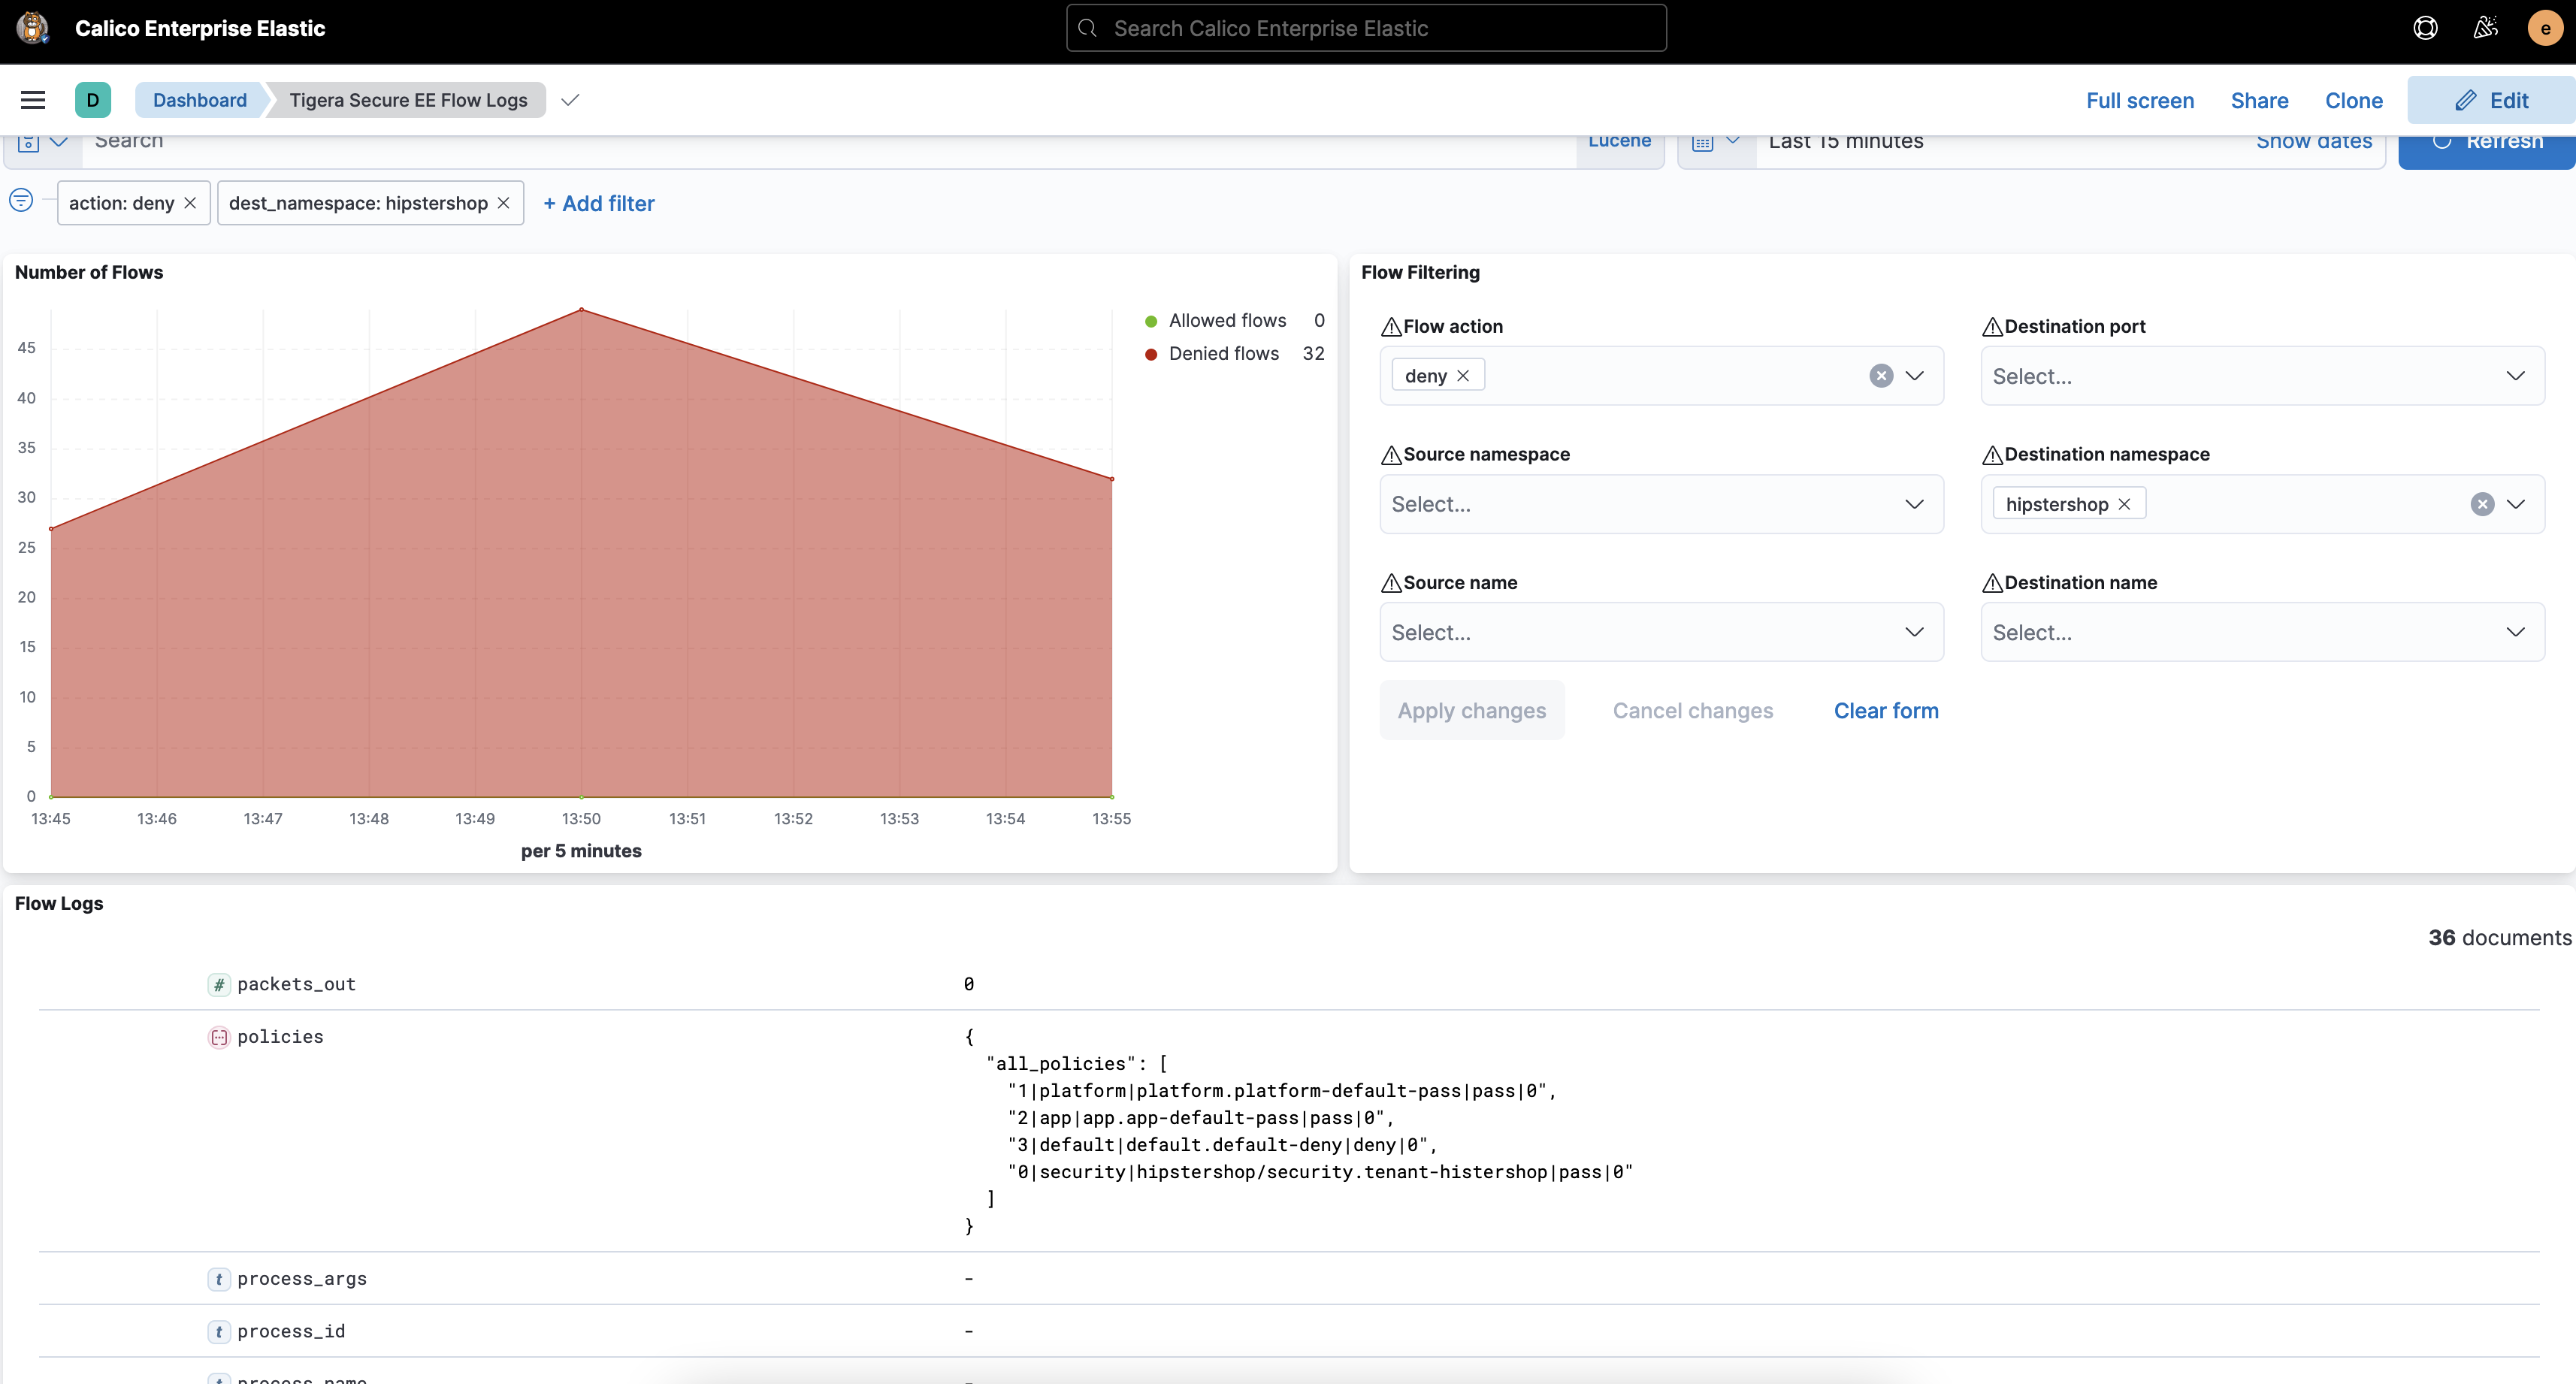 Calico Enterprise Elastic
Search Calico Enterprise Elastic
e
D
Dashboard
Tigera Secure EE Flow Logs
Full screen
Share
Clone
Edit
Search
Lucene
Last 15 minutes
Show dates
Refresh
action: deny ×
dest_namespace: hipstershop ×
+ Add filter
Number of Flows
45
40
35
30
25
20
15
10
5
0
13:45
13:46
13:47
13:48
13:49
13:50
13:51
13:52
13:53
13:54
13:55
per 5 minutes
Allowed flows 0
Denied flows 32
Flow Filtering
Flow action
deny ×
Destination port
Select...
Source namespace
Select...
Destination namespace
hipstershop ×
Source name
Select...
Destination name
Select...
Apply changes
Cancel changes
Clear form
Flow Logs
36 documents
# packets_out 0
policies {
"all_policies": [
"1|platform|platform.platform-default-pass|pass|0",
"2|app|app.app-default-pass|pass|0",
"3|default|default.default-deny|deny|0",
"0|security|hipstershop/security.tenant-histershop|pass|0"
]
}
t process_args -
t process_id -
t process_name -